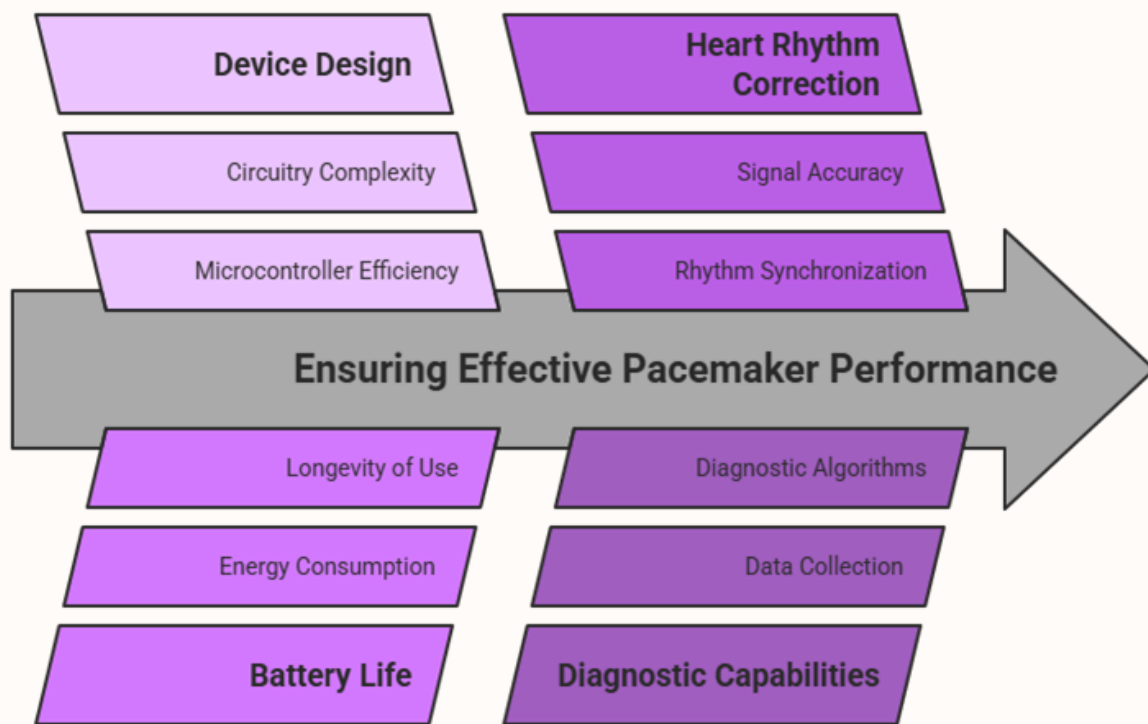 Device Design
Circuitry Complexity
Microcontroller Efficiency
Heart Rhythm
Correction
Signal Accuracy
Rhythm Synchronization
Ensuring Effective Pacemaker Performance
Longevity of Use
Energy Consumption
Battery Life
Diagnostic Algorithms
Data Collection
Diagnostic Capabilities